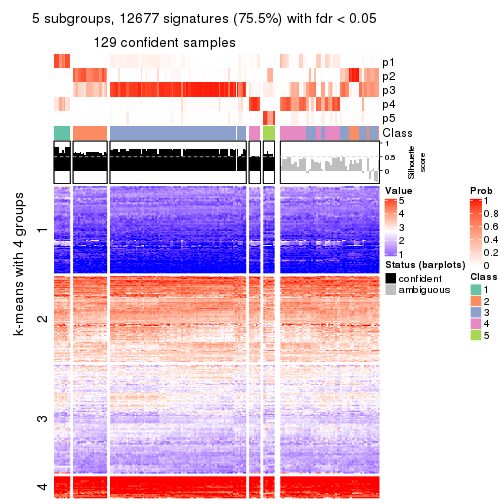 5 subgroups, 12677 signatures (75.5%) with fdr < 0.05
129 confident samples
p1
p2
p3
p4
p5
Class
1
0.5
0
Silhouette
score
k-means with 4 groups
1
2
3
4
Value
5
4
3
2
1
Status (barplots)
confident
ambiguous
Prob
1
0.8
0.6
0.4
0.2
0
Class
1
2
3
4
5